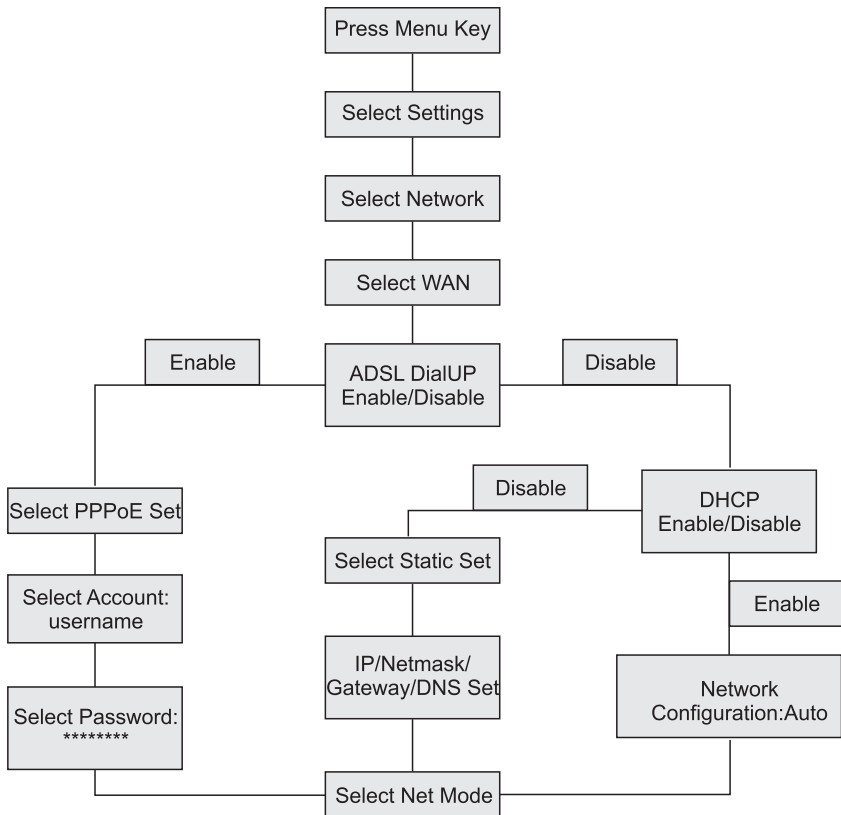 Press Menu Key
Select Settings
Select Network
Select WAN
Enable
ADSL DialUP
Enable/Disable
Disable
Select PPPoE Set
Disable
DHCP
Enable/Disable
Select Static Set
Select Account:
username
Enable
IP/Netmask/
Gateway/DNS Set
Network
Configuration:Auto
Select Password:
********
Select Net Mode